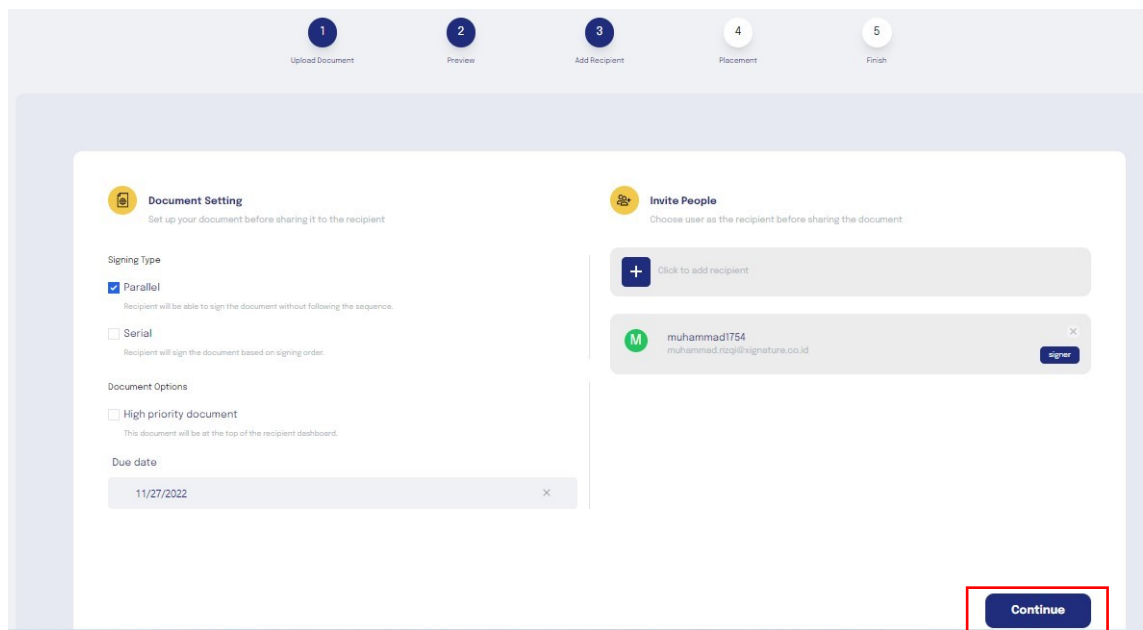 1
2
3
4
5
Upload Document
Preview
Add Recipient
Placement
Finish
Document Setting
Set up your document before sharing it to the recipient
Signing Type
Parallel
Recipient will be able to sign the document without following the sequence.
Serial
Recipient will sign the document based on signing order.
Document Options
High priority document
This document will be at the top of the recipient dashboard.
Due date
11/27/2022 ×
Invite People
Choose user as the recipient before sharing the document
+ Click to add recipient
M
muhammad1754 ×
muhammad.rizqi@xignature.co.id
signer
Continue